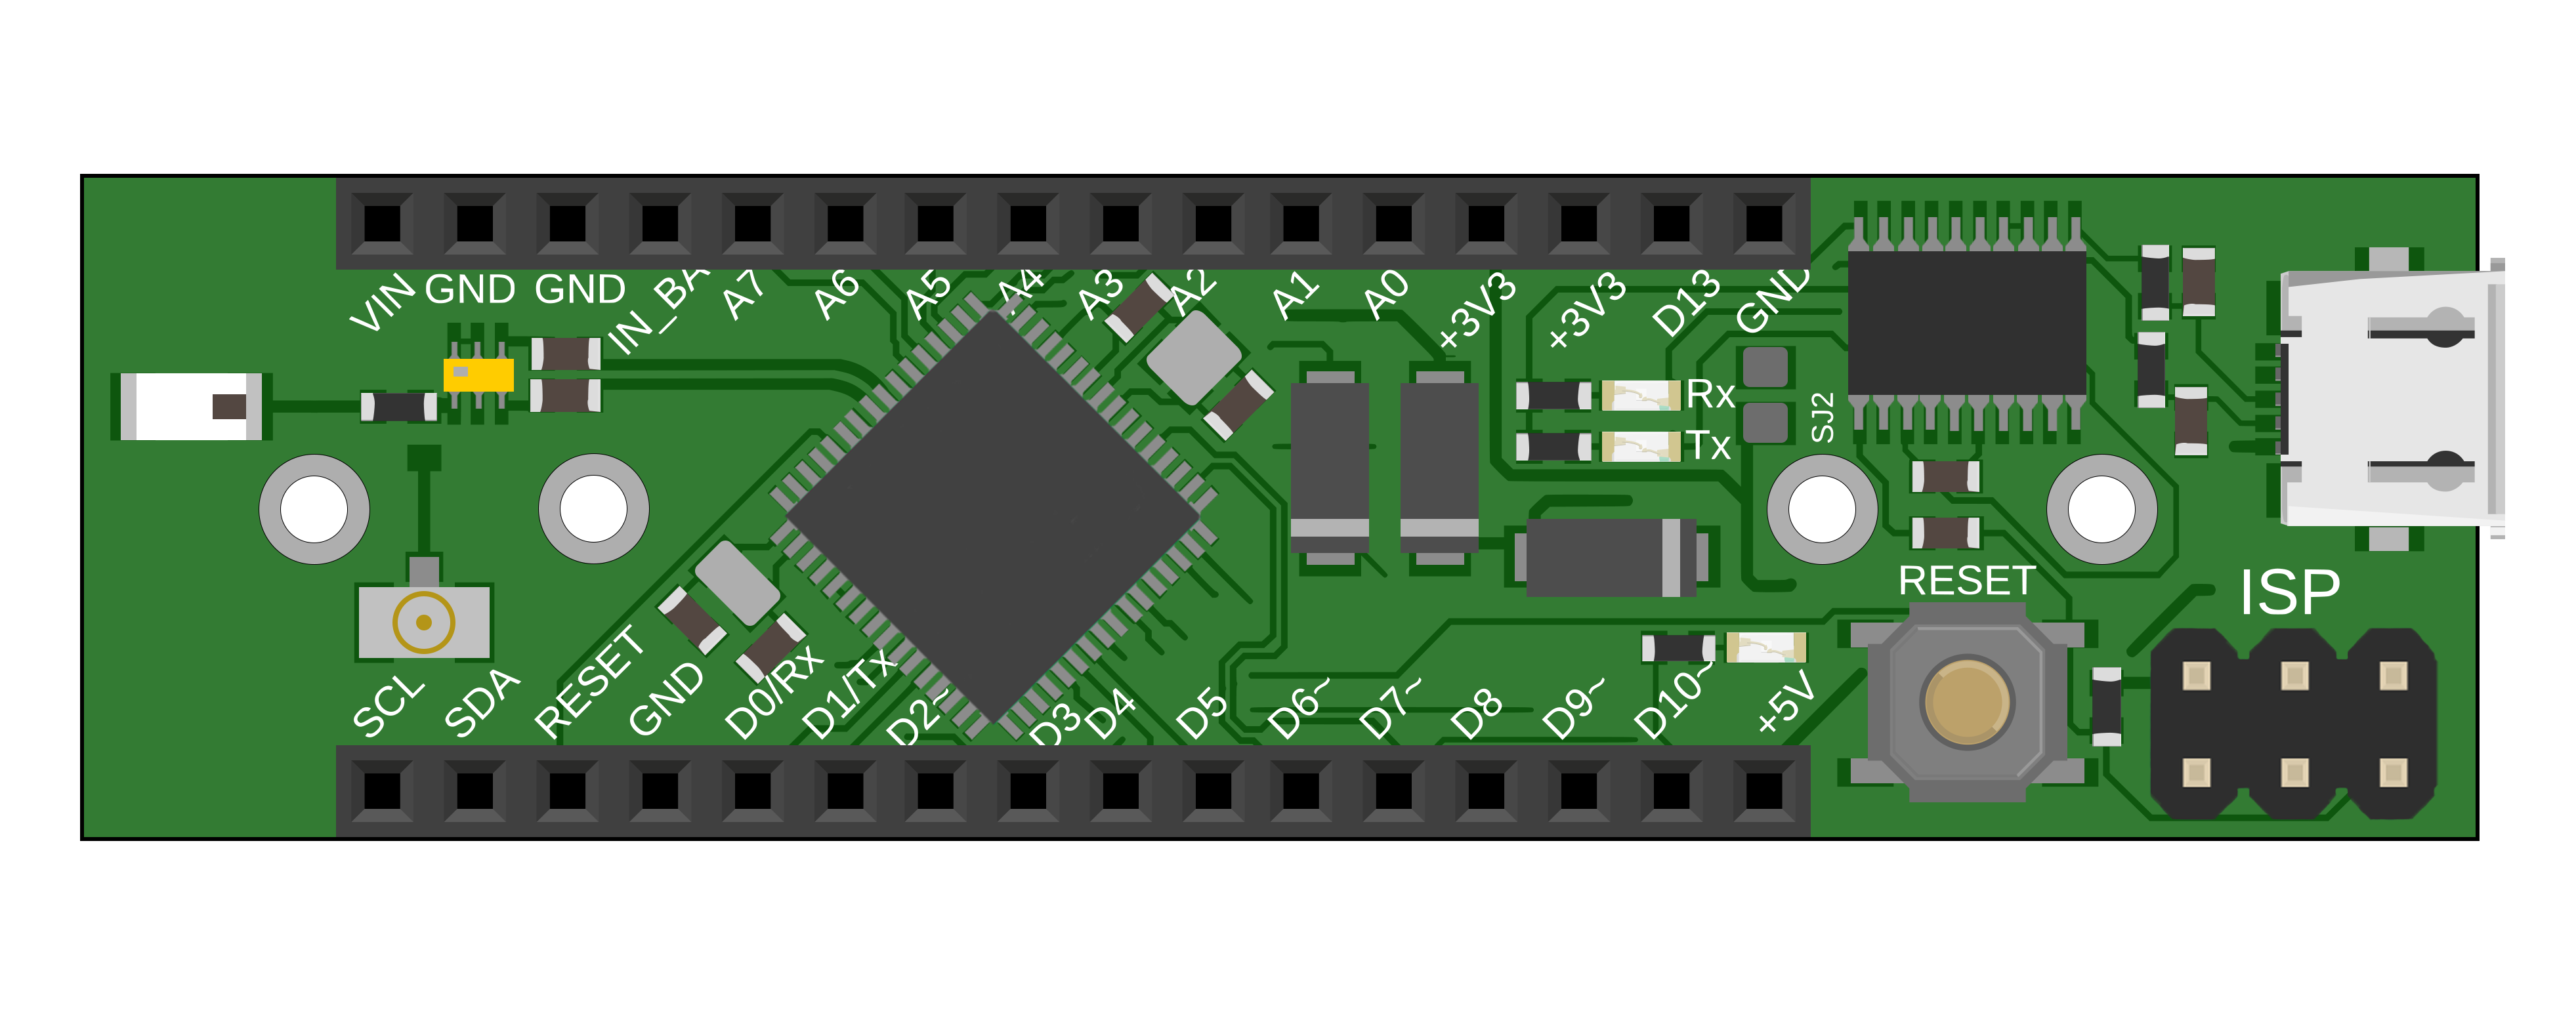 VIN
GND
GND
IN_BA
A7
A6
A5
A4
A3
A2
A1
A0
+3V3
+3V3
D13
GND
Rx
Tx
SJ2
RESET
ISP
SCL
SDA
RESET
GND
D0/Rx
D1/Tx
D2~
D3
D4
D5
D6~
D7~
D8
D9~
D10~
+5V